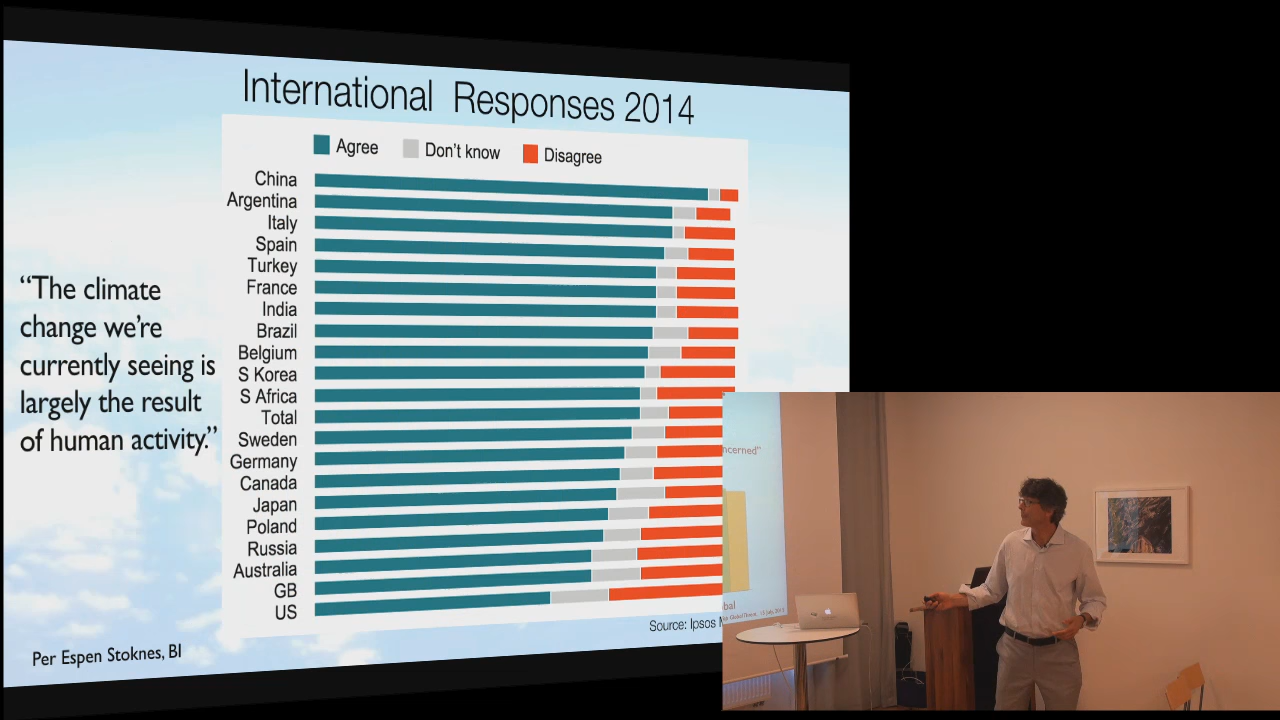 International Responses 2014
Agree Don't know Disagree
China
Argentina
Italy
Spain
Turkey
France
India
Brazil
Belgium
S Korea
S Africa
Total
Sweden
Germany
Canada
Japan
Poland
Russia
Australia
GB
US
Source: Ipsos
“The climate
change we’re
currently seeing is
largely the result
of human activity.”
Per Espen Stoknes, BI